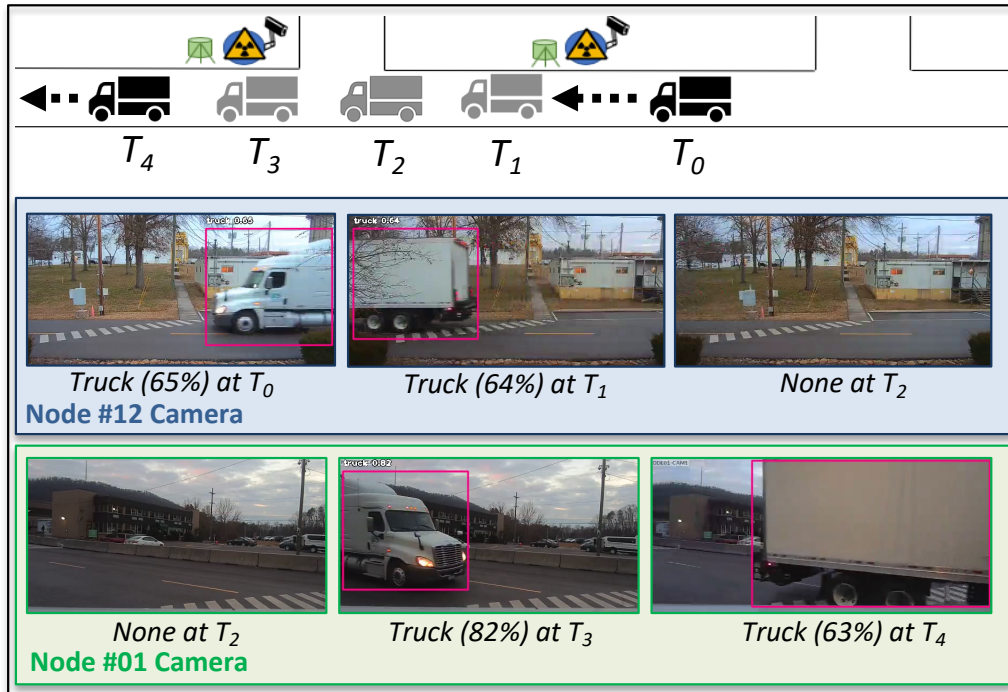 T4 T3 T2 T1 T0
truck 0.65 truck 0.64
Truck (65%) at T0 Truck (64%) at T1 None at T2
Node #12 Camera
truck 0.82
None at T2 Truck (82%) at T3 Truck (63%) at T4
Node #01 Camera